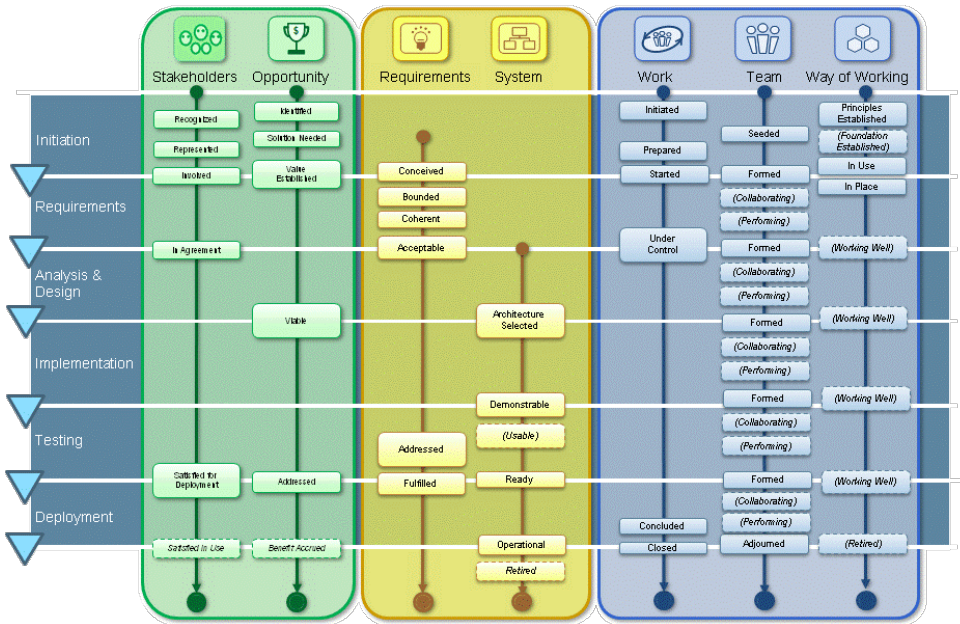 $
Stakeholders
Opportunity
Requirements
System
Work
Team
Way of Working
Initiation
Requirements
Analysis &
Design
Implementation
Testing
Deployment
Recognized
Represented
Involved
In Agreement
Satisfied for
Deployment
Satisfied in Use
Identified
Solution Needed
Value
Established
Viable
Addressed
Benefit Accrued
Conceived
Bounded
Coherent
Acceptable
Addressed
Fulfilled
Architecture
Selected
Demonstrable
(Usable)
Ready
Operational
Retired
Initiated
Prepared
Started
Under
Control
Concluded
Closed
Seeded
Formed
(Collaborating)
(Performing)
Formed
(Collaborating)
(Performing)
Formed
(Collaborating)
(Performing)
Formed
(Collaborating)
(Performing)
Formed
(Collaborating)
(Performing)
Adjourned
Principles
Established
(Foundation
Established)
In Use
In Place
(Working Well)
(Working Well)
(Working Well)
(Working Well)
(Retired)